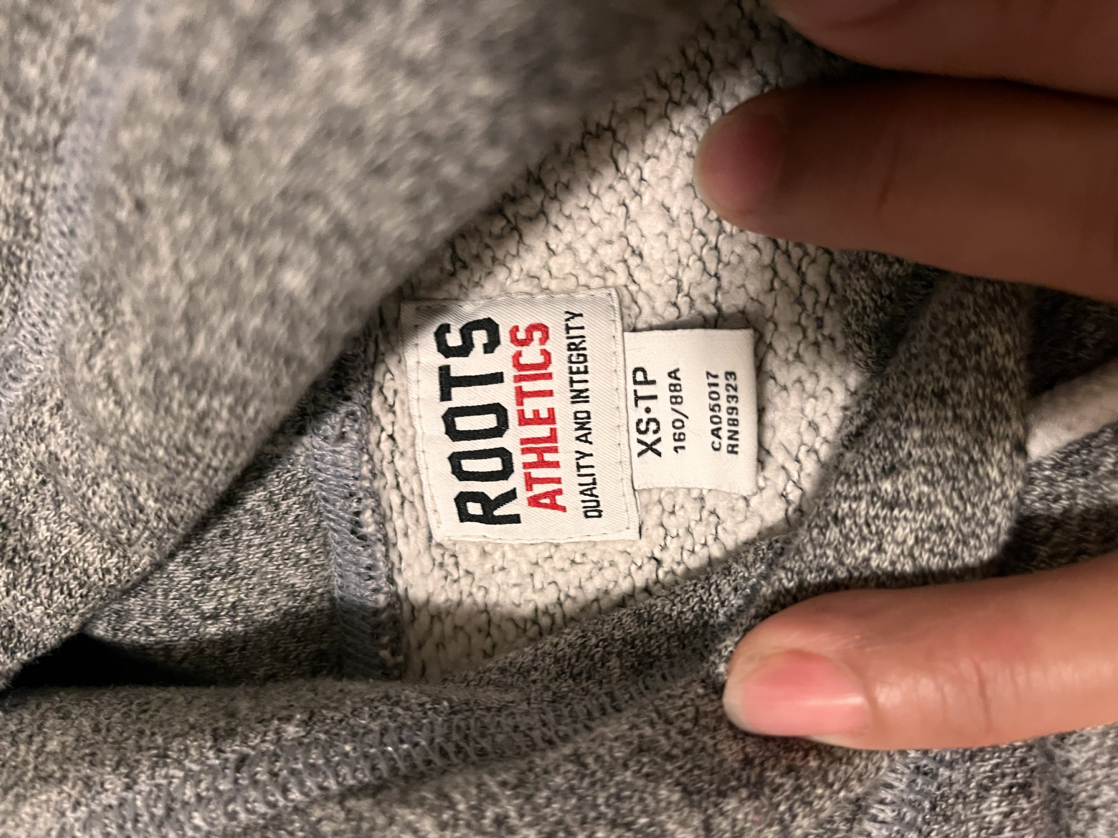 ROOTS
ATHLETICS
QUALITY AND INTEGRITY
XS·TP
160/88A
CA05017
RN89323